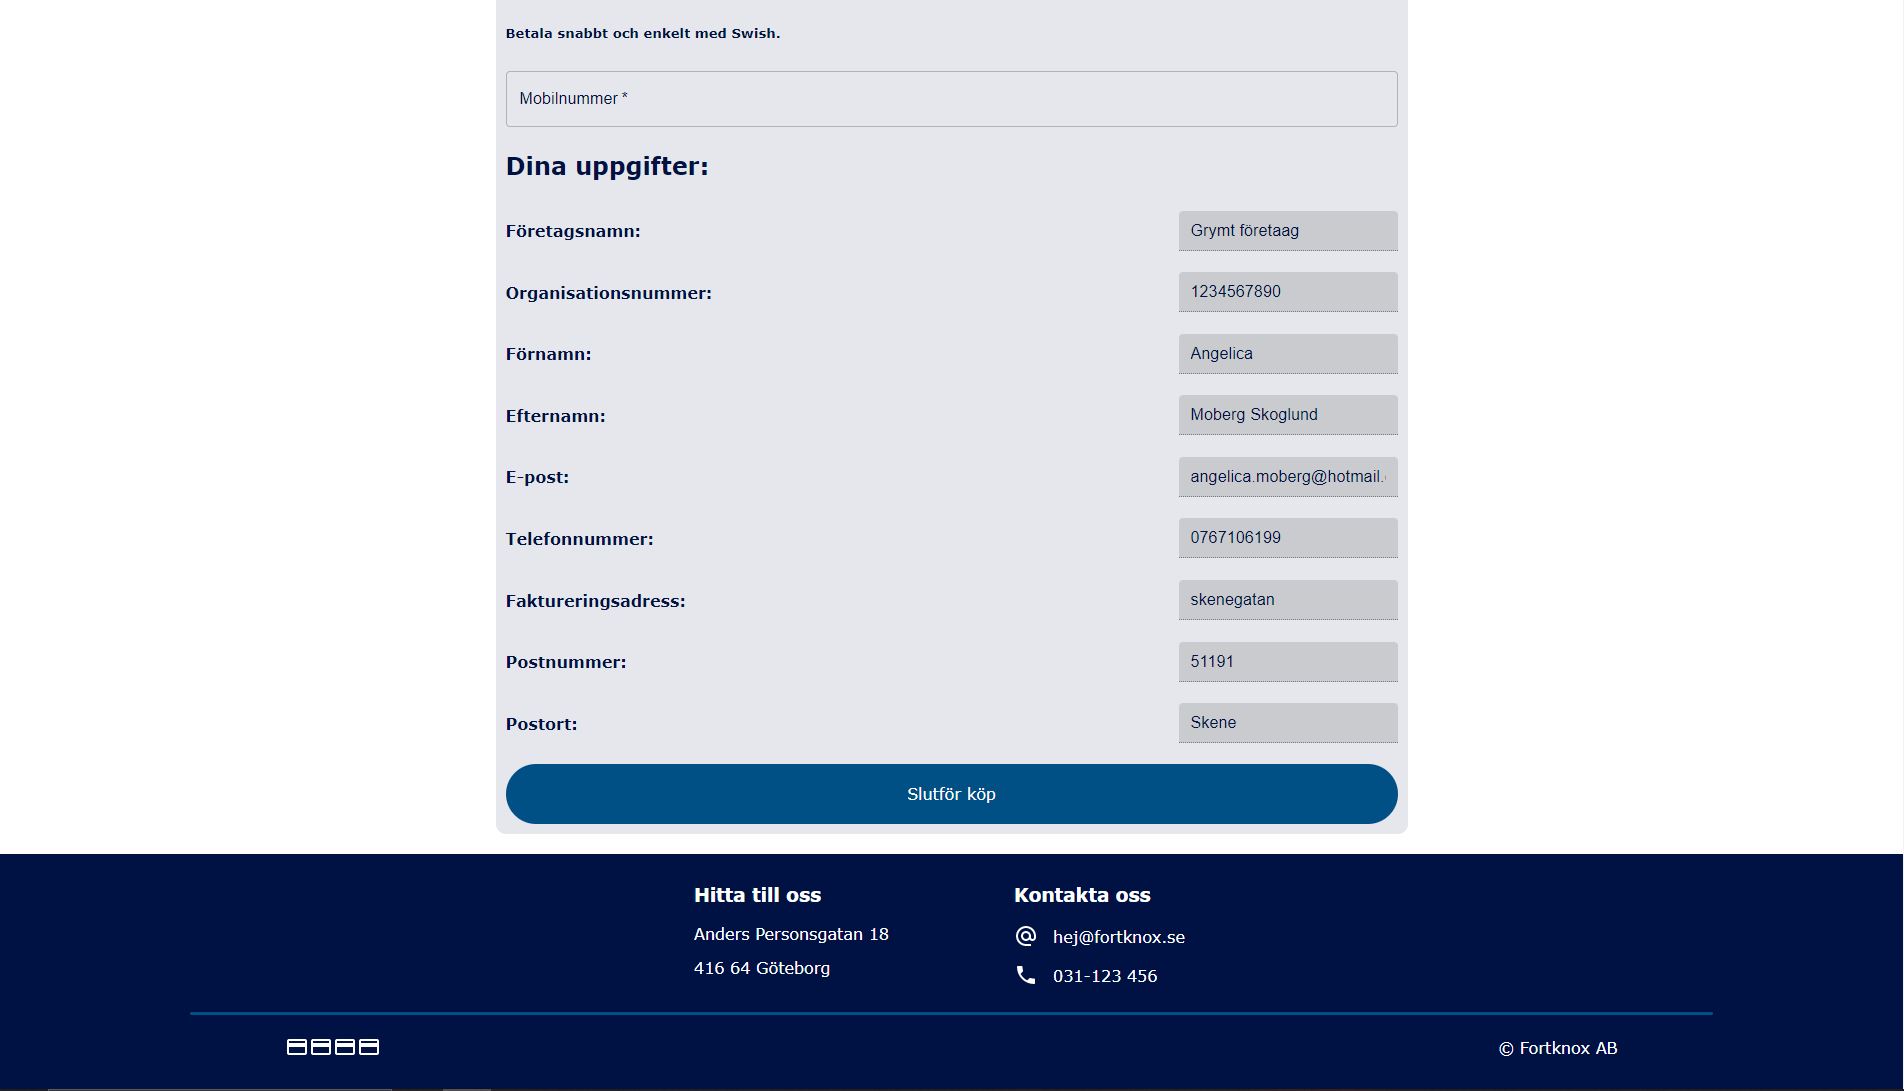 Betala snabbt och enkelt med Swish.
Mobilnummer *
Dina uppgifter:
Företagsnamn: Grymt företaag
Organisationsnummer: 1234567890
Förnamn: Angelica
Efternamn: Moberg Skoglund
E-post: angelica.moberg@hotmail.
Telefonnummer: 0767106199
Faktureringsadress: skenegatan
Postnummer: 51191
Postort: Skene
Slutför köp
Hitta till oss
Anders Personsgatan 18
416 64 Göteborg
Kontakta oss
hej@fortknox.se
031-123 456
© Fortknox AB